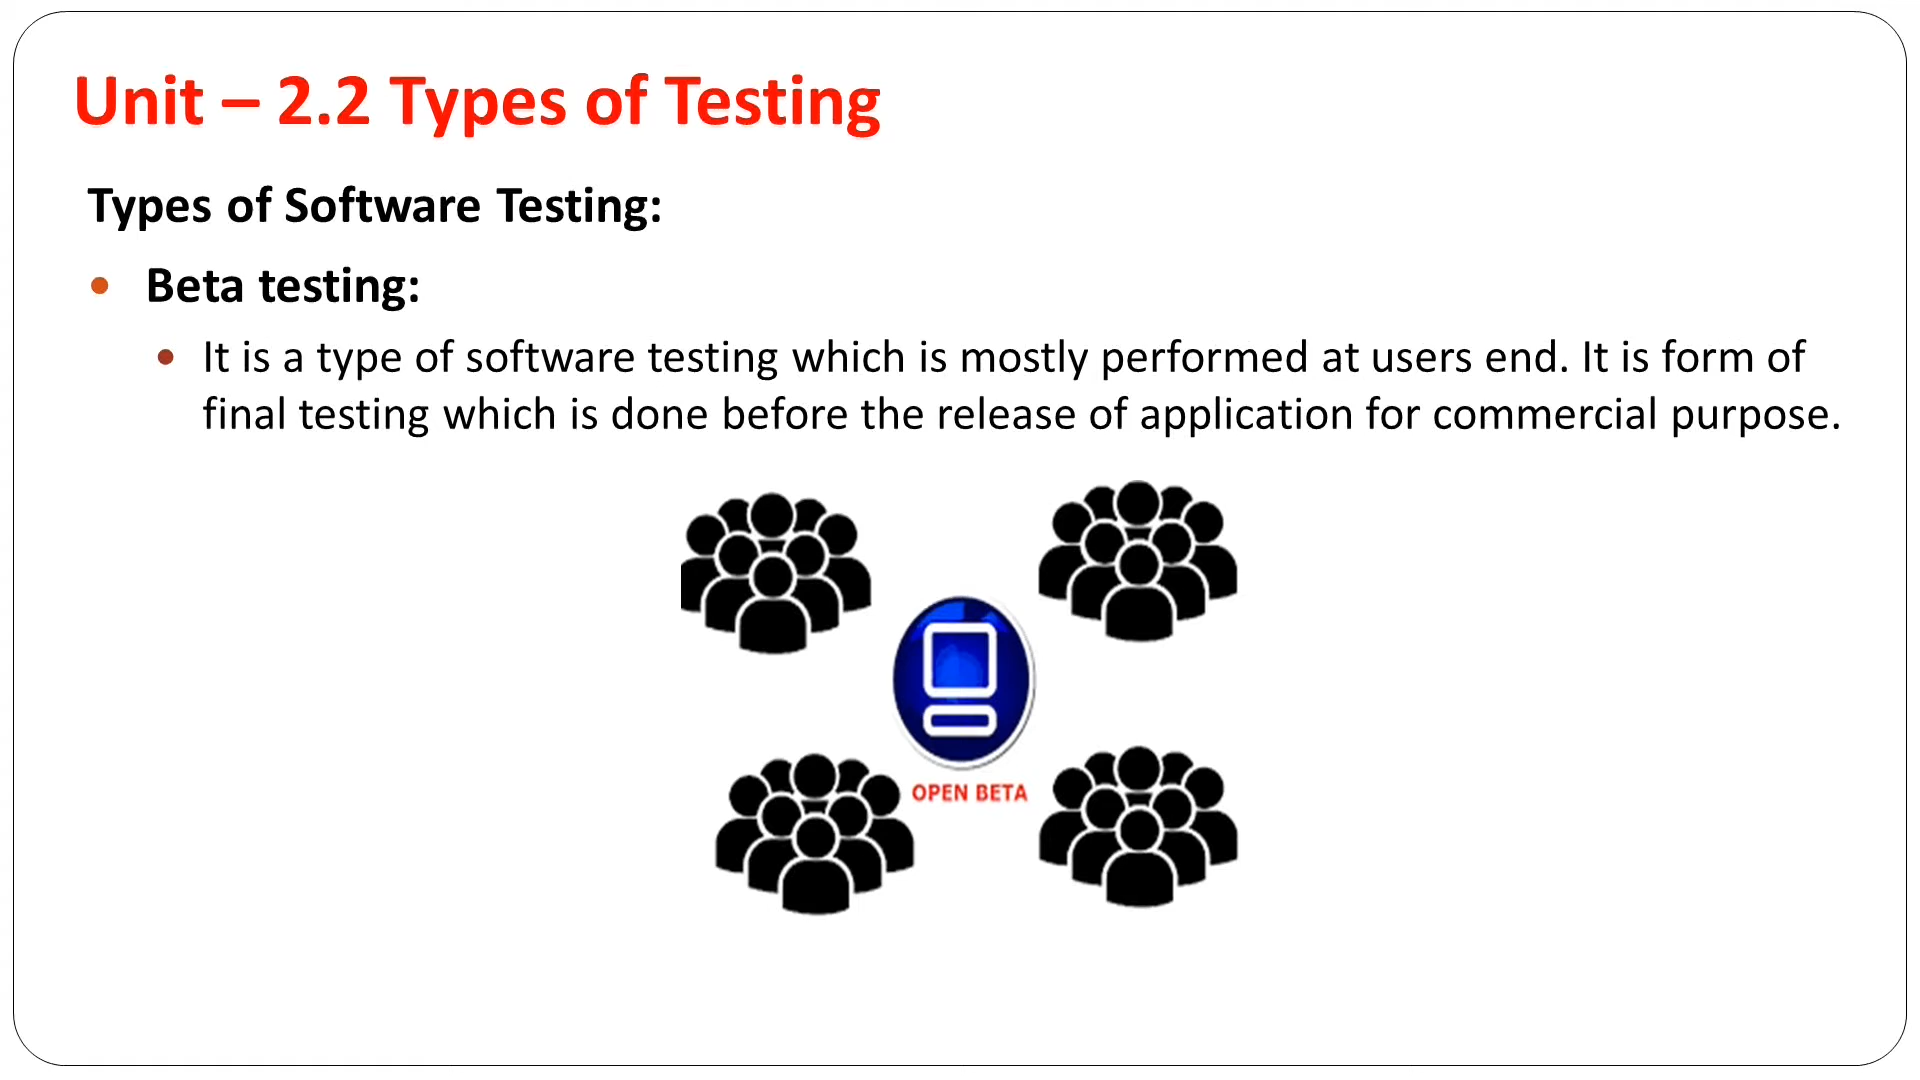 Unit – 2.2 Types of Testing
Types of Software Testing:
• Beta testing:
• It is a type of software testing which is mostly performed at users end. It is form of
final testing which is done before the release of application for commercial purpose.
OPEN BETA